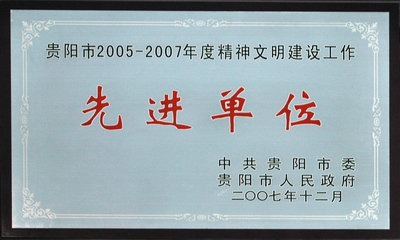 贵阳市2005-2007年度精神文明建设工作
先进单位
中共贵阳市委
贵阳市人民政府
二〇〇七年十二月